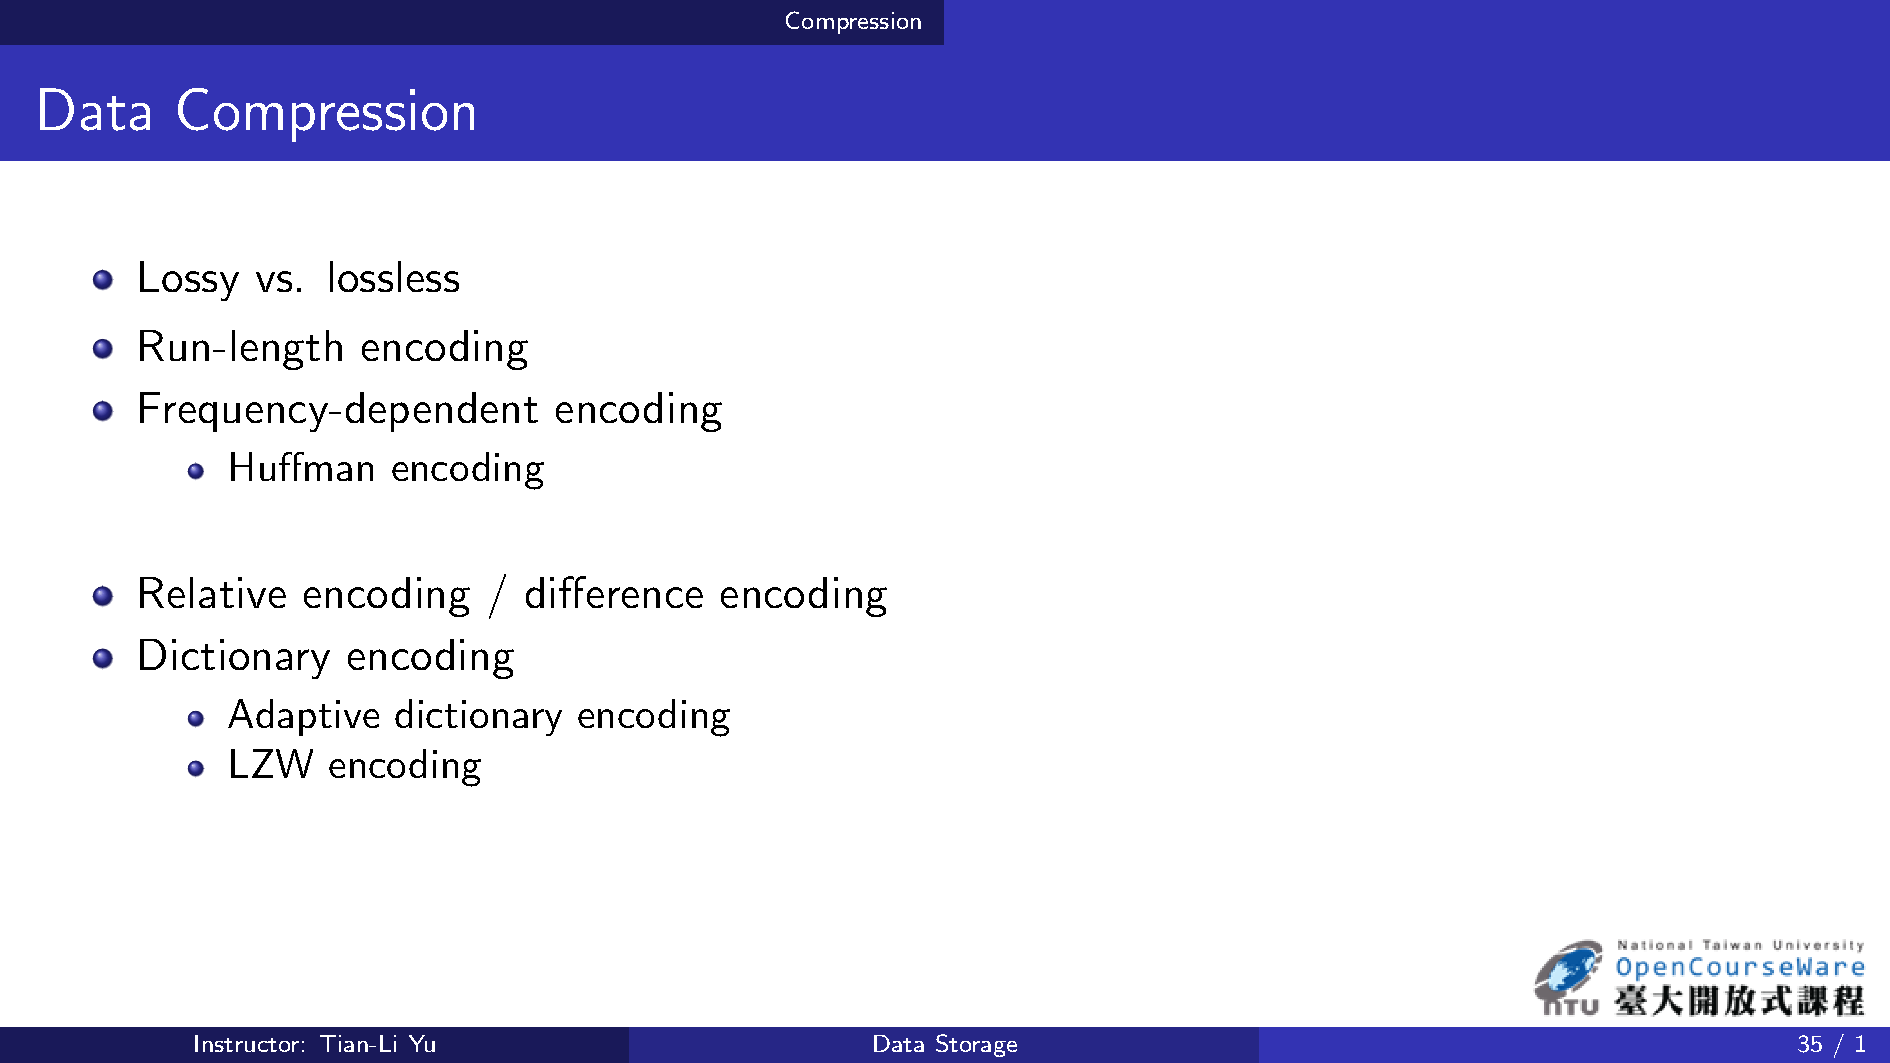 Compression
Data Compression
Lossy vs. lossless
Run-length encoding
Frequency-dependent encoding
Huffman encoding
Relative encoding / difference encoding
Dictionary encoding
Adaptive dictionary encoding
LZW encoding
National Taiwan University
OpenCourseWare
NTU 臺大開放式課程
Instructor: Tian-Li Yu
Data Storage
35 / 1